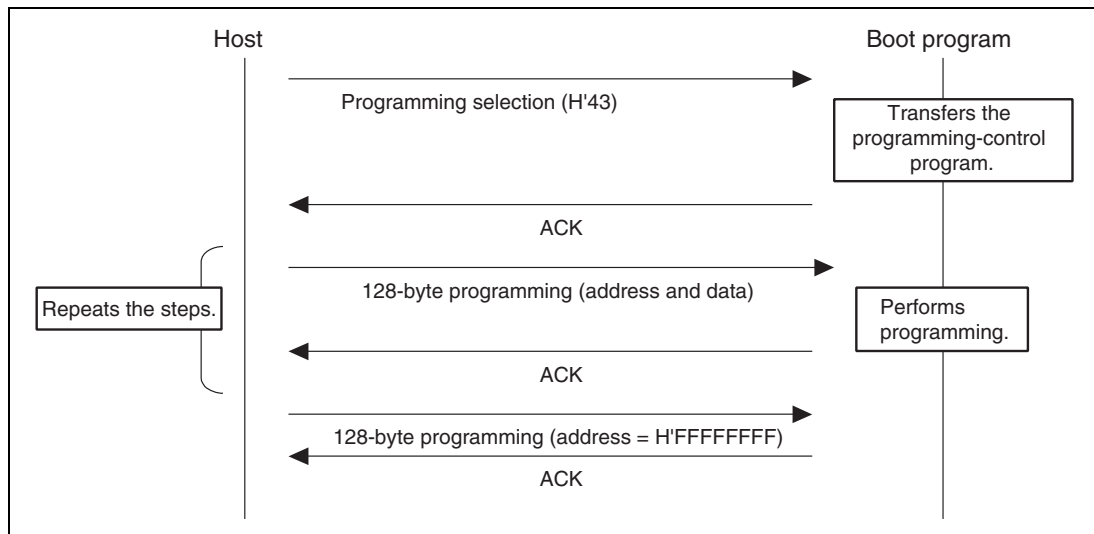 Host
Boot program
Programming selection (H'43)
Transfers the
programming-control
program.
ACK
128-byte programming (address and data)
Repeats the steps.
Performs
programming.
ACK
128-byte programming (address = H'FFFFFFFF)
ACK